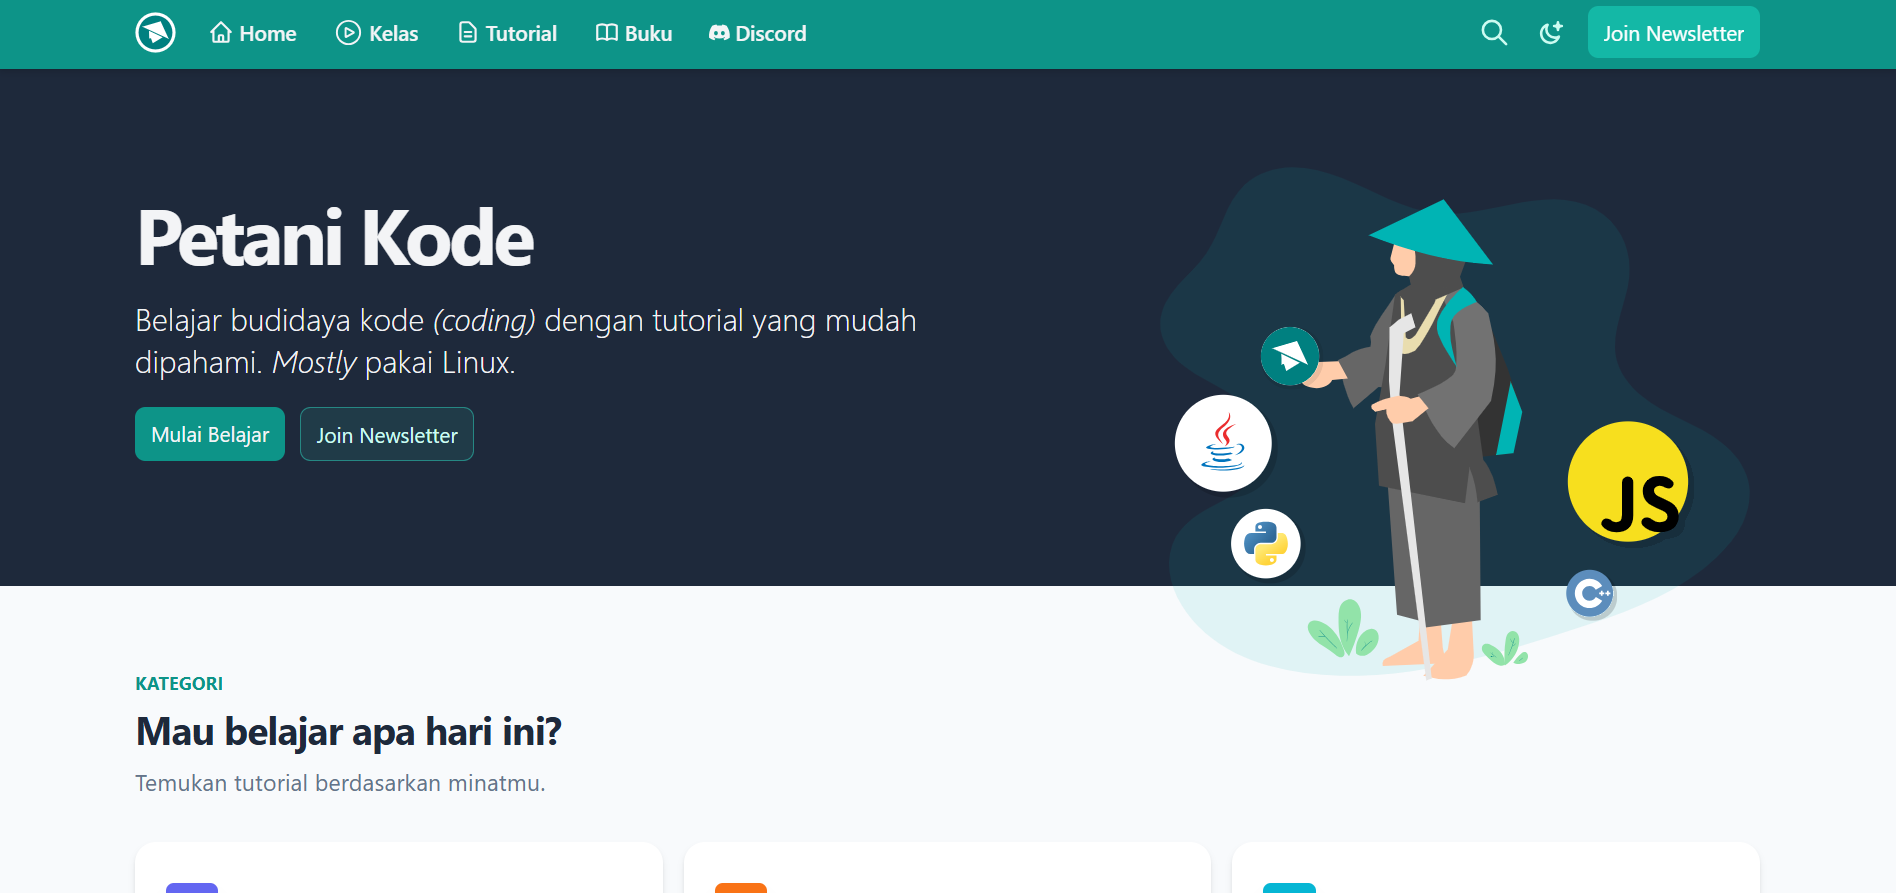 Home
Kelas
Tutorial
Buku
Discord
Join Newsletter
Petani Kode
Belajar budidaya kode (coding) dengan tutorial yang mudah
dipahami. Mostly pakai Linux.
Mulai Belajar
Join Newsletter
JS
C++
KATEGORI
Mau belajar apa hari ini?
Temukan tutorial berdasarkan minatmu.